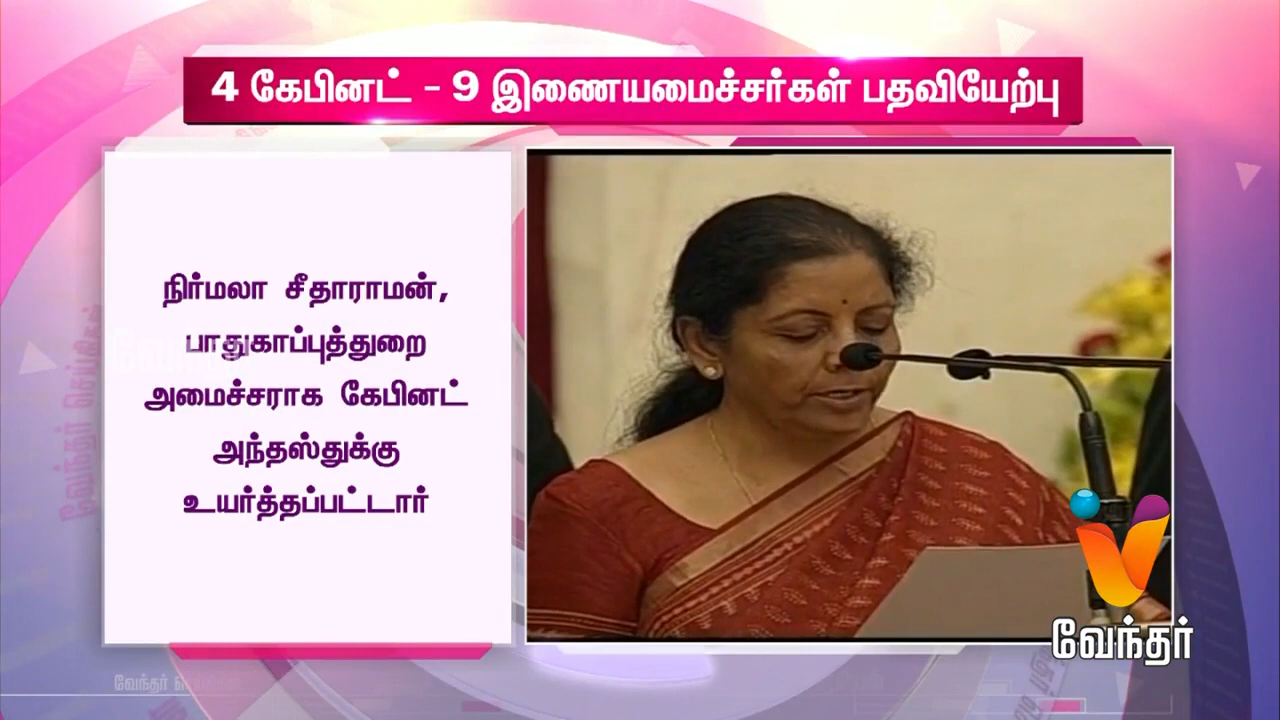 4 கேபினட் - 9 இணையமைச்சர்கள் பதவியேற்பு
நிர்மலா சீதாராமன்,
பாதுகாப்புத்துறை
அமைச்சராக கேபினட்
அந்தஸ்துக்கு
உயர்த்தப்பட்டார்
வேந்தர்